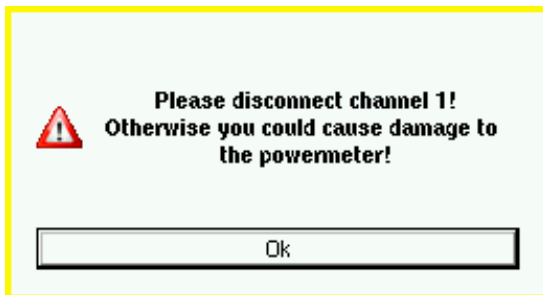 Please disconnect channel 1!
Otherwise you could cause damage to
the powermeter!
Ok